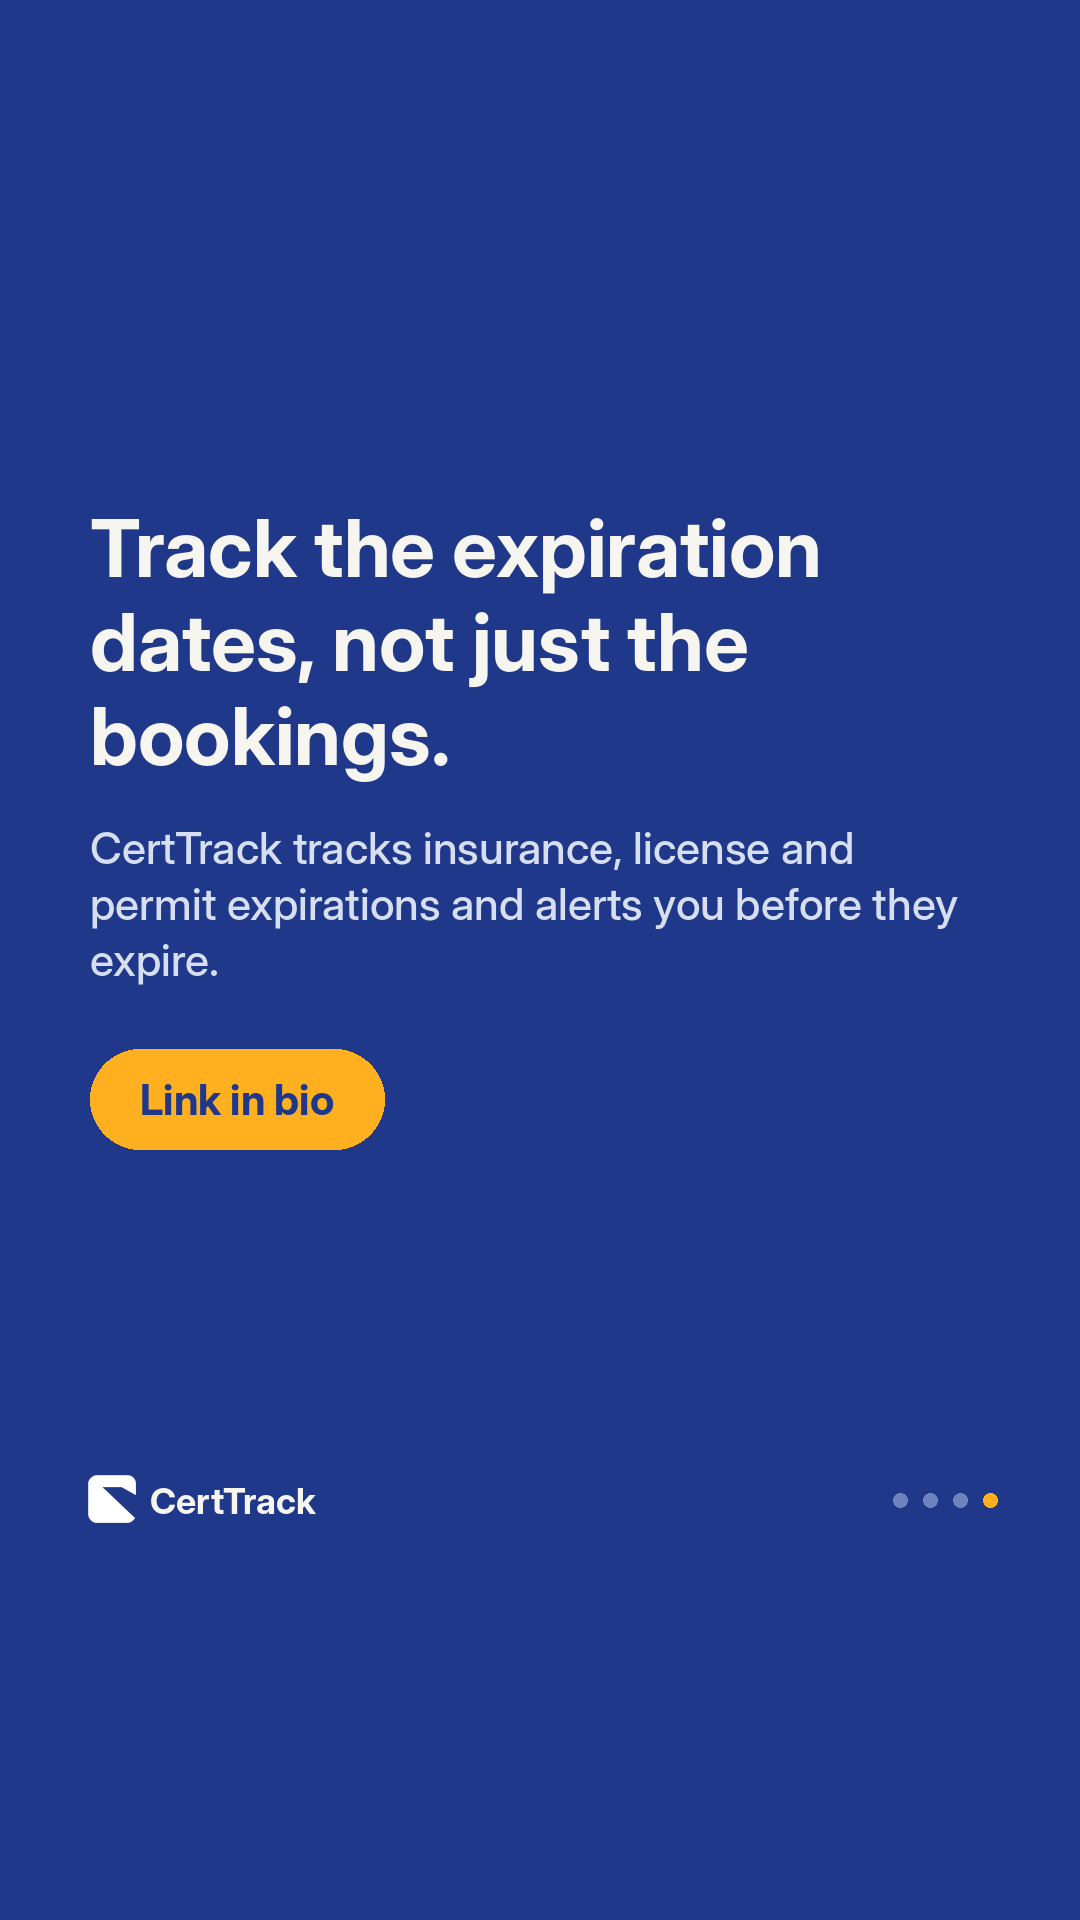 Track the expiration
dates, not just the
bookings.
CertTrack tracks insurance, license and
permit expirations and alerts you before they
expire.
Link in bio
CertTrack